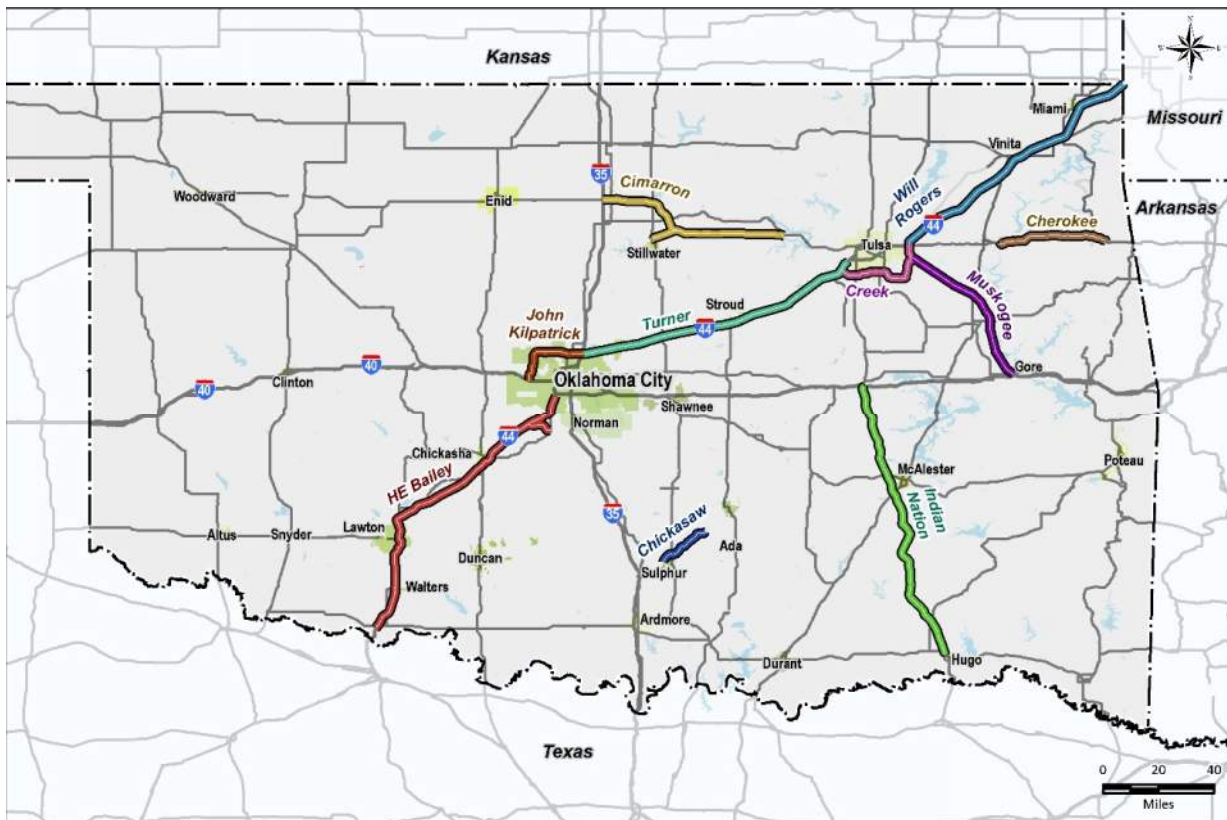 Kansas
Miami
Missouri
Vinita
Woodward
35
Cimarron
Enid
Will
Rogers
44
Arkansas
Cherokee
Tulsa
Stillwater
Creek
Muskogee
Stroud
John
Kilpatrick
Turner
44
40
40
Clinton
Oklahoma City
Gore
Shawnee
Norman
44
Chickasha
McAlester
Poteau
HE Bailey
Indian
Nation
35
Altus
Snyder
Lawton
Chickasaw
Ada
Duncan
Sulphur
Walters
Ardmore
Durant
Hugo
Texas
0 20 40
Miles